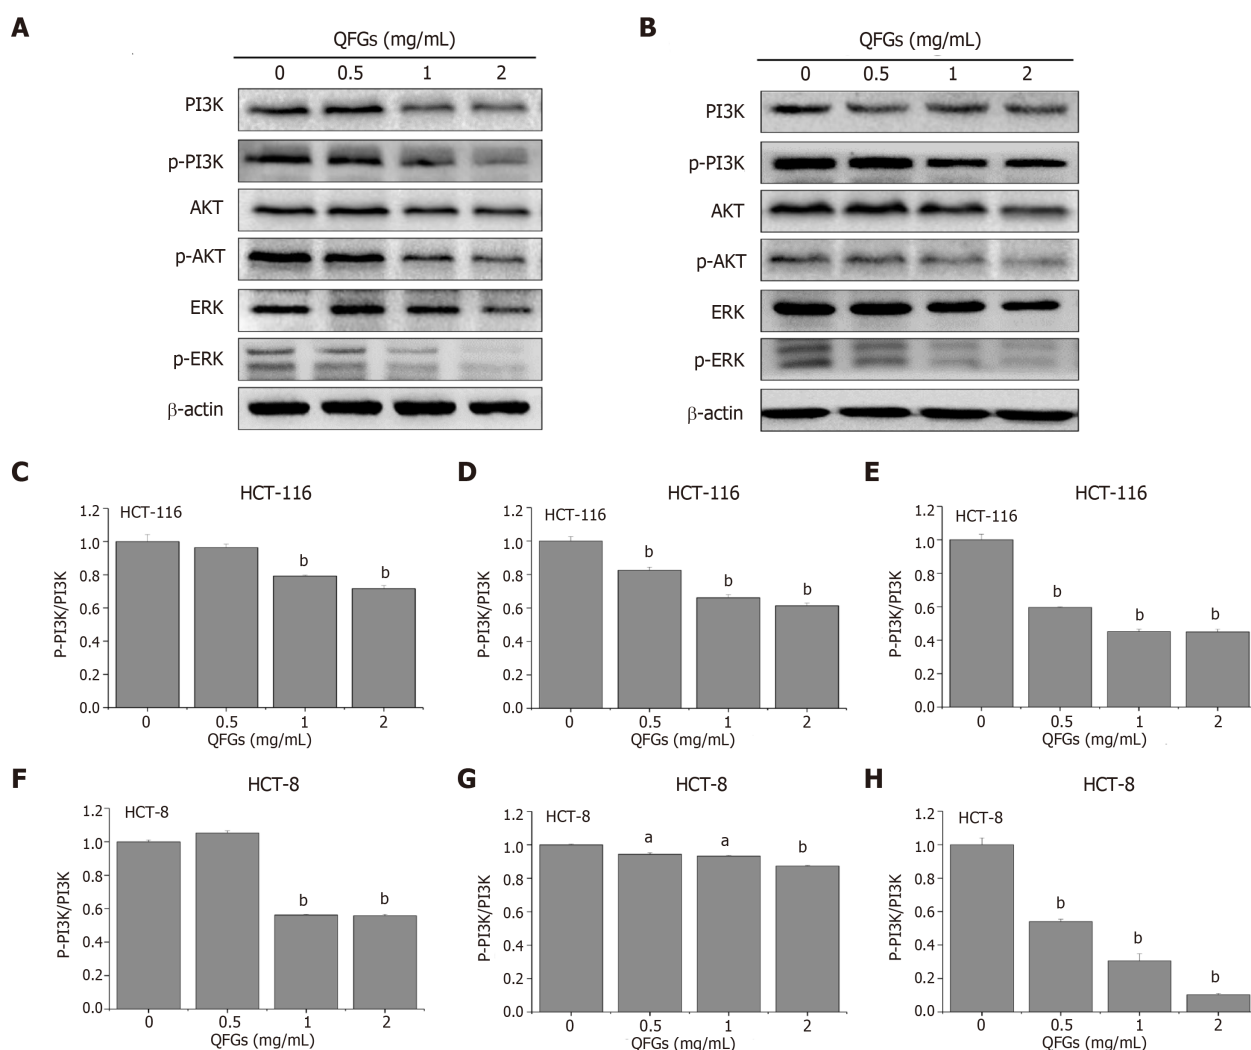 A
QFGs (mg/mL)
0 0.5 1 2
PI3K
p-PI3K
AKT
p-AKT
ERK
p-ERK
β-actin
B
QFGs (mg/mL)
0 0.5 1 2
PI3K
p-PI3K
AKT
p-AKT
ERK
p-ERK
β-actin
C
HCT-116
HCT-116
P-PI3K/PI3K
1.2
1.0
0.8
0.6
0.4
0.2
0.0
b b
0 0.5 1 2
QFGs (mg/mL)
D
HCT-116
HCT-116
P-PI3K/PI3K
1.2
1.0
0.8
0.6
0.4
0.2
0.0
b b b
0 0.5 1 2
QFGs (mg/mL)
E
HCT-116
HCT-116
P-PI3K/PI3K
1.2
1.0
0.8
0.6
0.4
0.2
0.0
b b b
0 0.5 1 2
QFGs (mg/mL)
F
HCT-8
HCT-8
P-PI3K/PI3K
1.2
1.0
0.8
0.6
0.4
0.2
0.0
b b
0 0.5 1 2
QFGs (mg/mL)
G
HCT-8
HCT-8
P-PI3K/PI3K
1.2
1.0
0.8
0.6
0.4
0.2
0.0
a a b
0 0.5 1 2
QFGs (mg/mL)
H
HCT-8
HCT-8
P-PI3K/PI3K
1.2
1.0
0.8
0.6
0.4
0.2
0.0
b b b
0 0.5 1 2
QFGs (mg/mL)